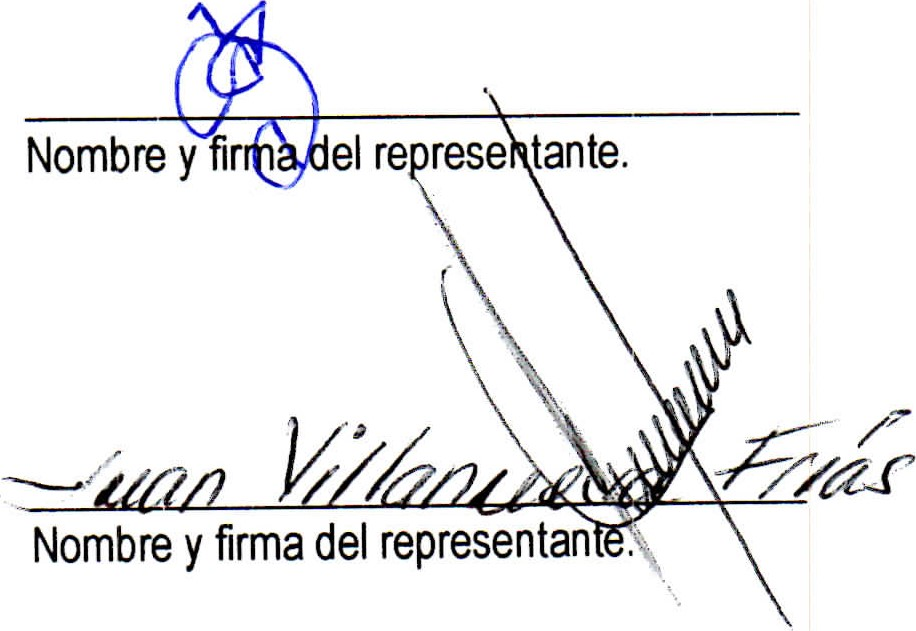 Nombre y firma del representante.
Juan Villanueva Frías
Nombre y firma del representante.